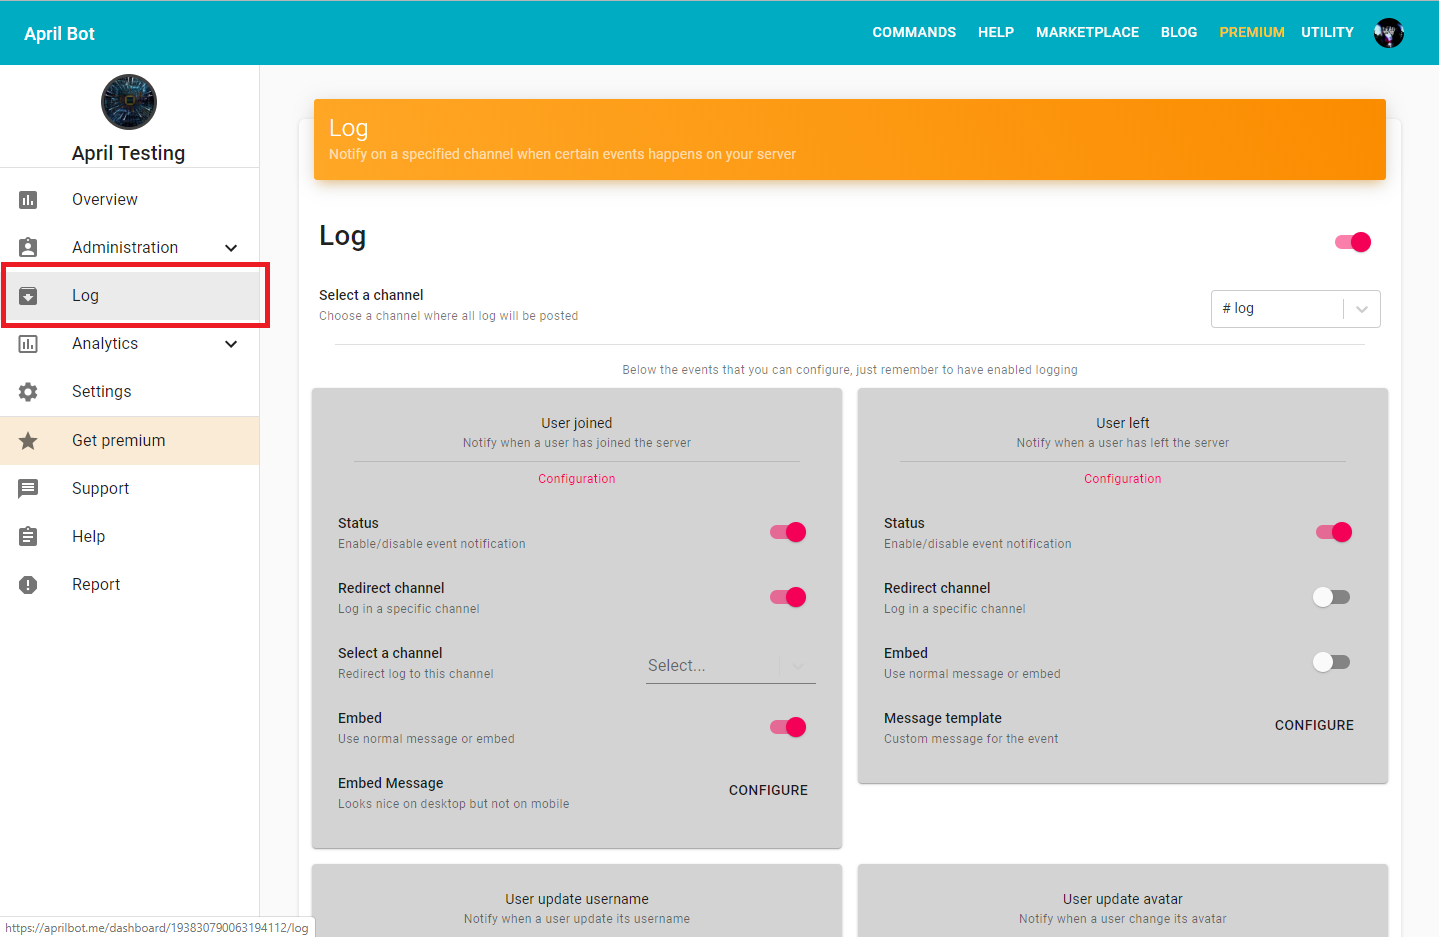 April Bot
COMMANDS HELP MARKETPLACE BLOG PREMIUM UTILITY
April Testing
Overview
Administration
Log
Analytics
Settings
Get premium
Support
Help
Report
Log
Notify on a specified channel when certain events happens on your server
Log
Select a channel
Choose a channel where all log will be posted
# log
Below the events that you can configure, just remember to have enabled logging
User joined
Notify when a user has joined the server
Configuration
Status
Enable/disable event notification
Redirect channel
Log in a specific channel
Select a channel
Redirect log to this channel
Select...
Embed
Use normal message or embed
Embed Message
Looks nice on desktop but not on mobile
CONFIGURE
User left
Notify when a user has left the server
Configuration
Status
Enable/disable event notification
Redirect channel
Log in a specific channel
Embed
Use normal message or embed
Message template
Custom message for the event
CONFIGURE
User update username
Notify when a user update its username
User update avatar
Notify when a user change its avatar
https://aprilbot.me/dashboard/193830790063194112/log